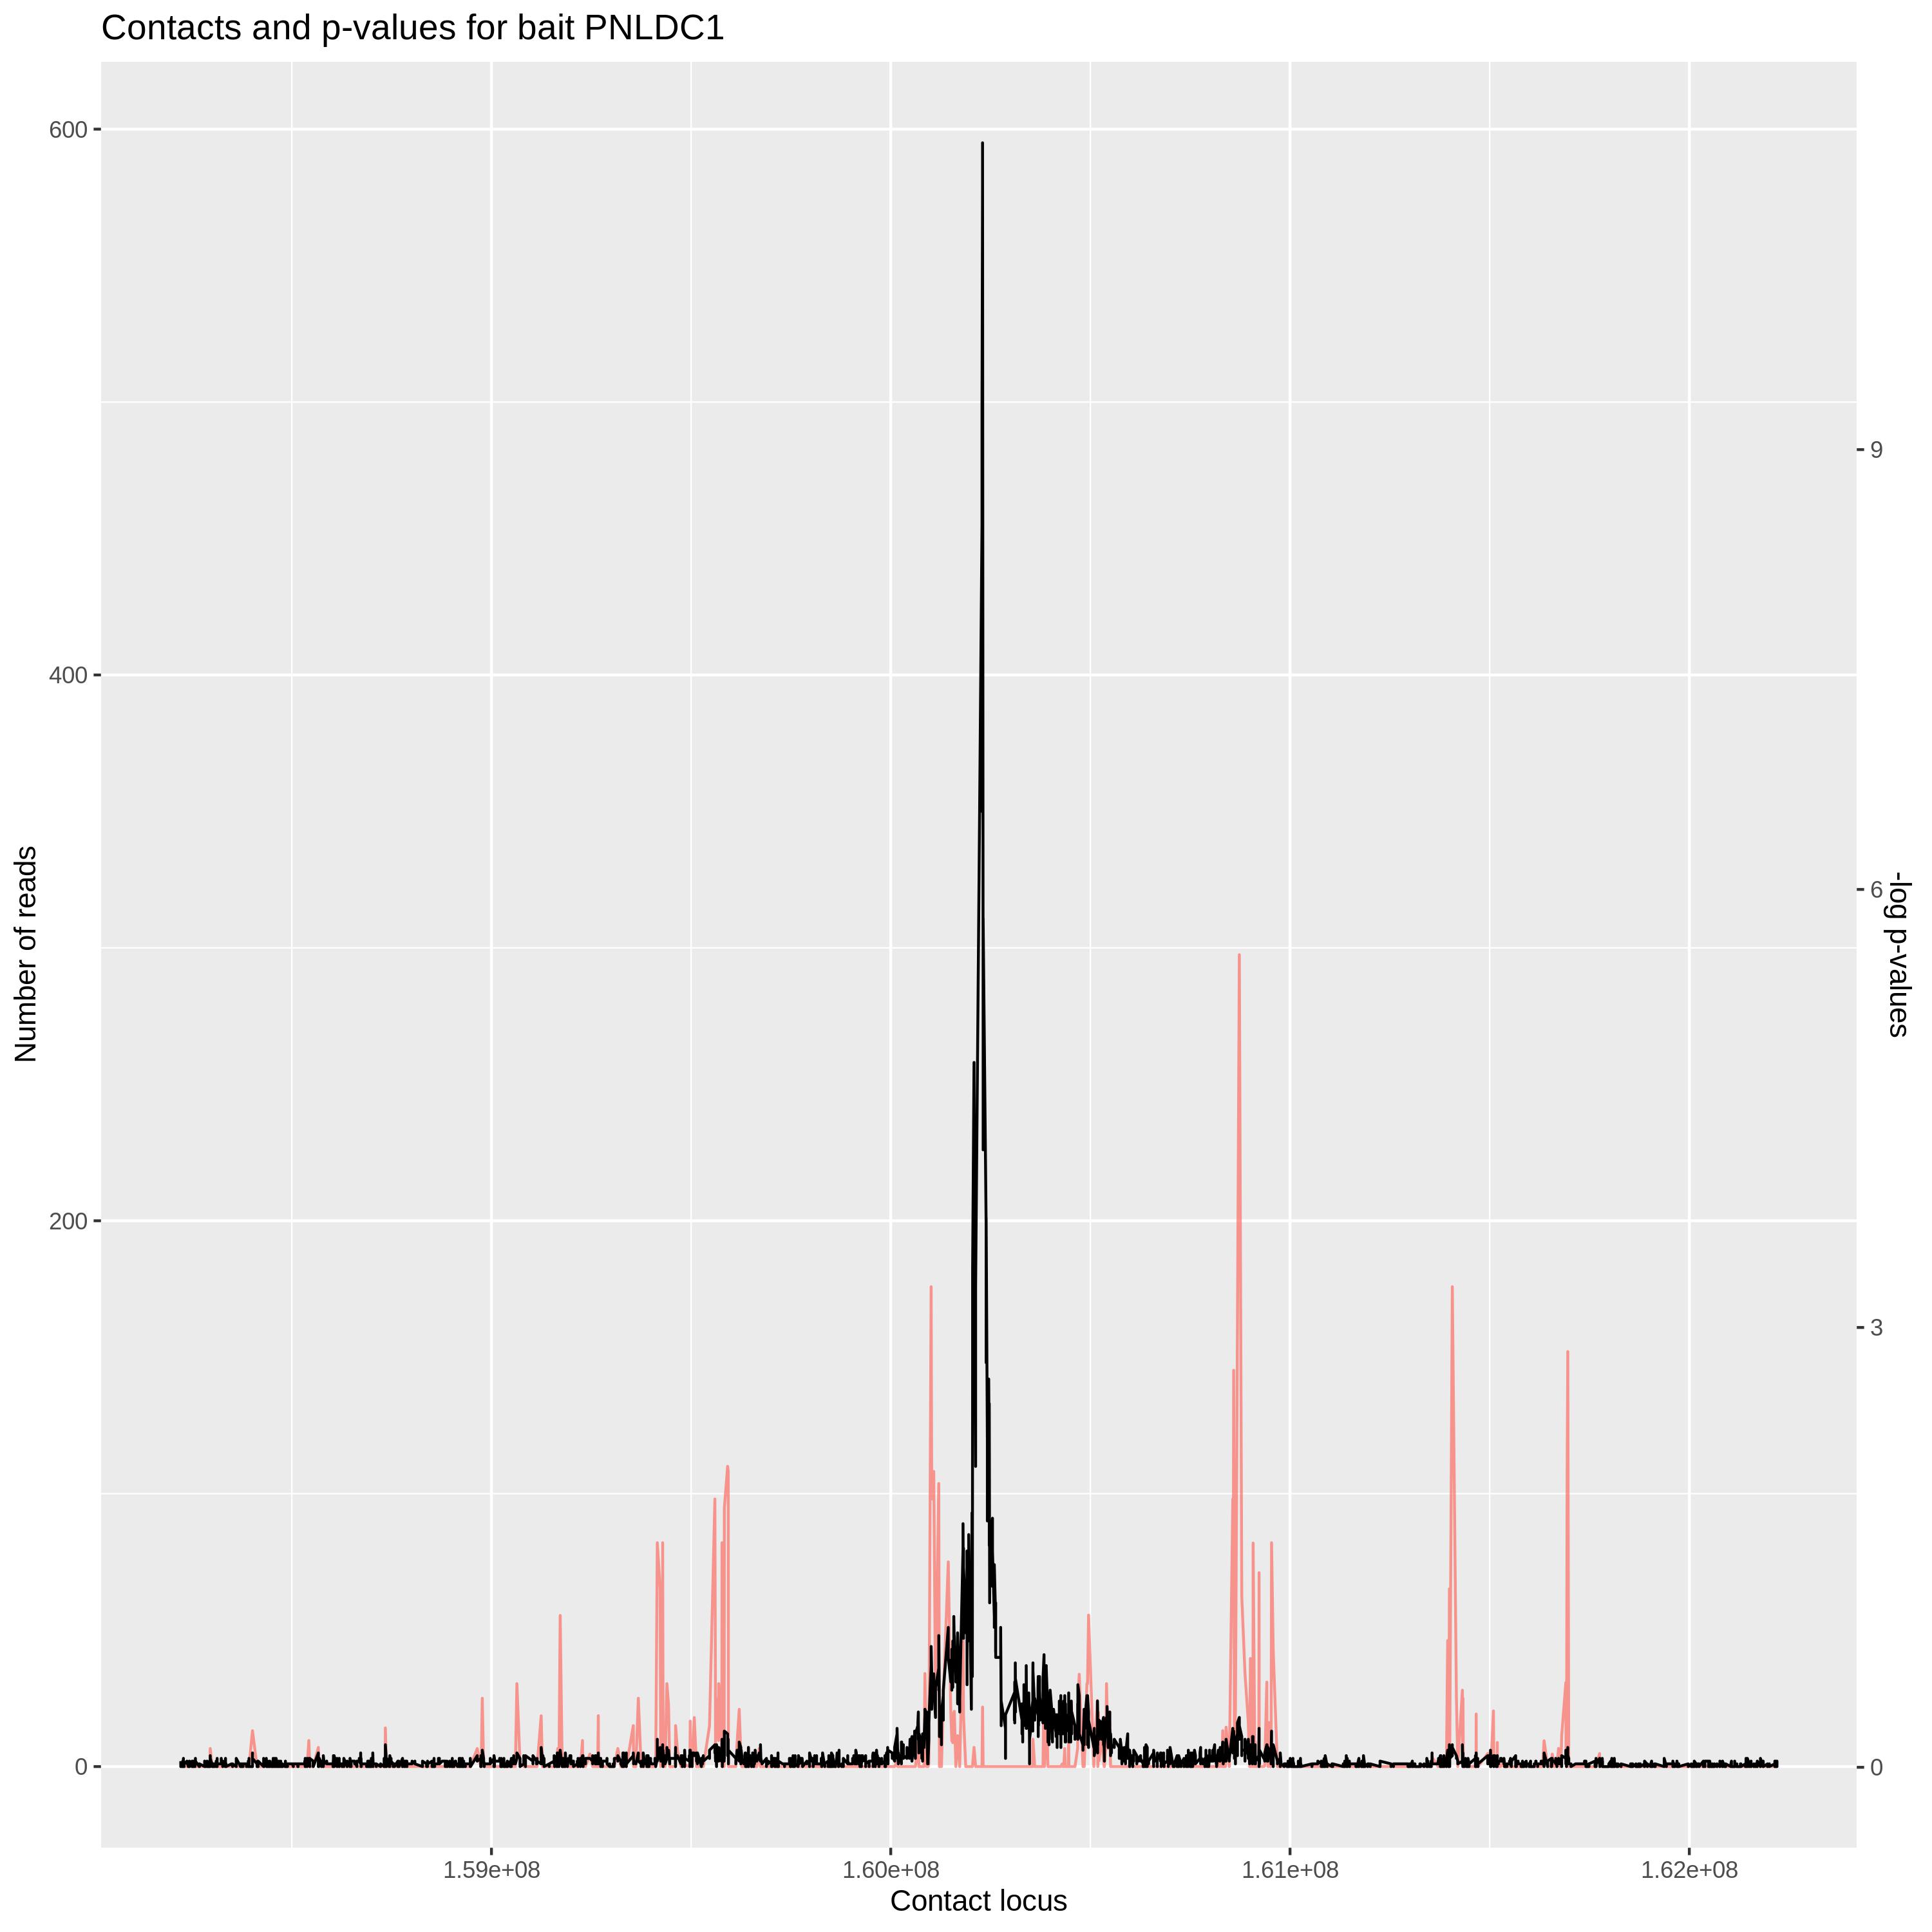 Contacts and p-values for bait PNLDC1
600
400
200
0
Number of reads
9
6
3
0
-log p-values
1.59e+08
1.60e+08
1.61e+08
1.62e+08
Contact locus